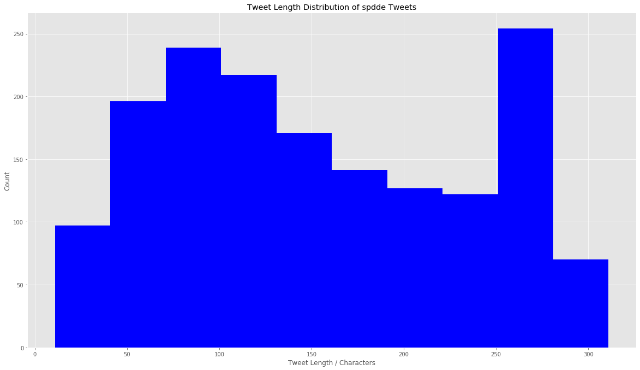 Tweet Length Distribution of spdde Tweets
250
200
150
100
50
0
Count
0 50 100 150 200 250 300
Tweet Length / Characters